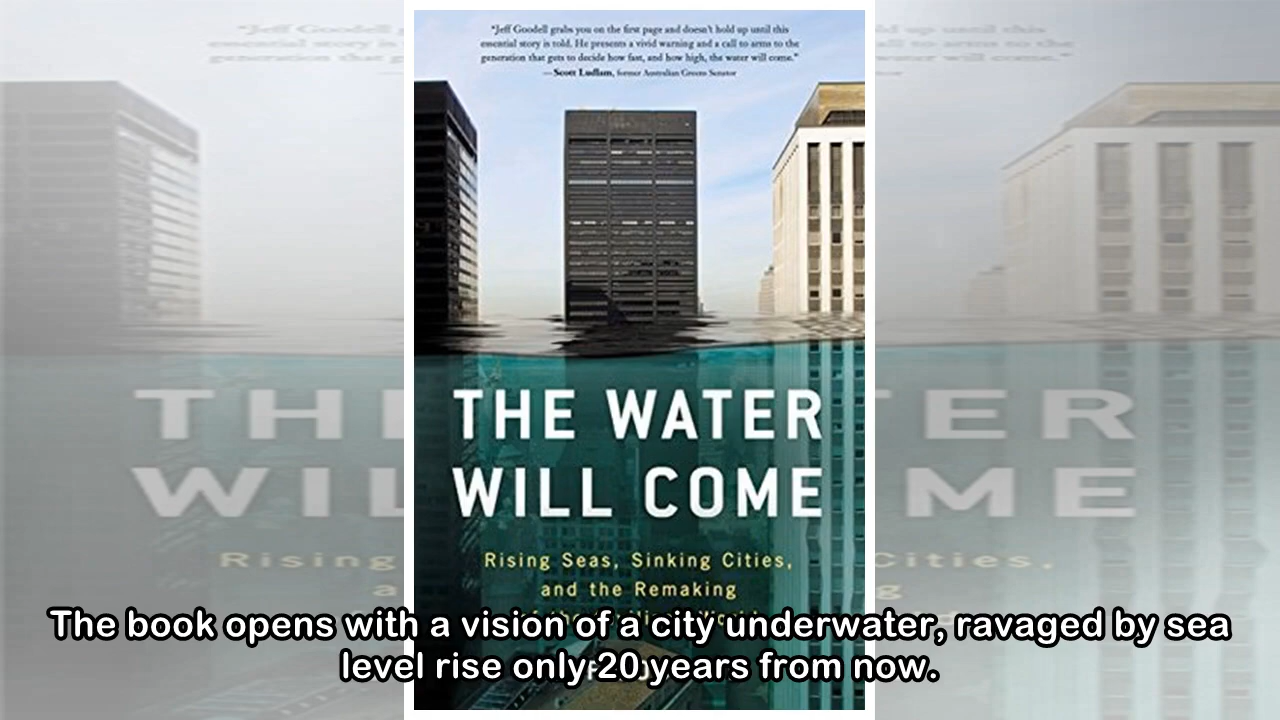 "Jeff Goodell grabs you on the first page and doesn't hold up until this
essential story is told. He presents a vivid warning and a call to arms to the
generation that gets to decide how fast, and how high, the water will come."
—Scott Ludlam, former Australian Greens Senator
THE WATER
WILL COME
Rising Seas, Sinking Cities,
and the Remaking
The book opens with a vision of a city underwater, ravaged by sea
level rise only 20 years from now.